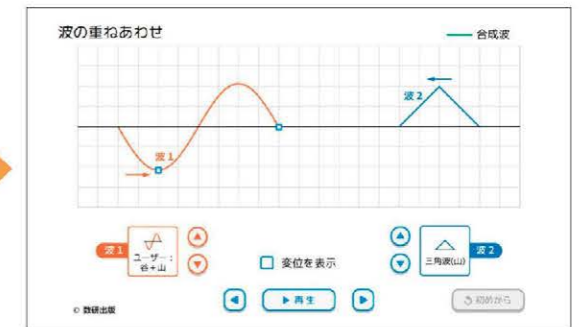 波の重ねあわせ
合成波
波2
波1
波1
ユーザー：
谷+山
変位を表示
三角波(山)
波2
再生
初めから
© 数研出版